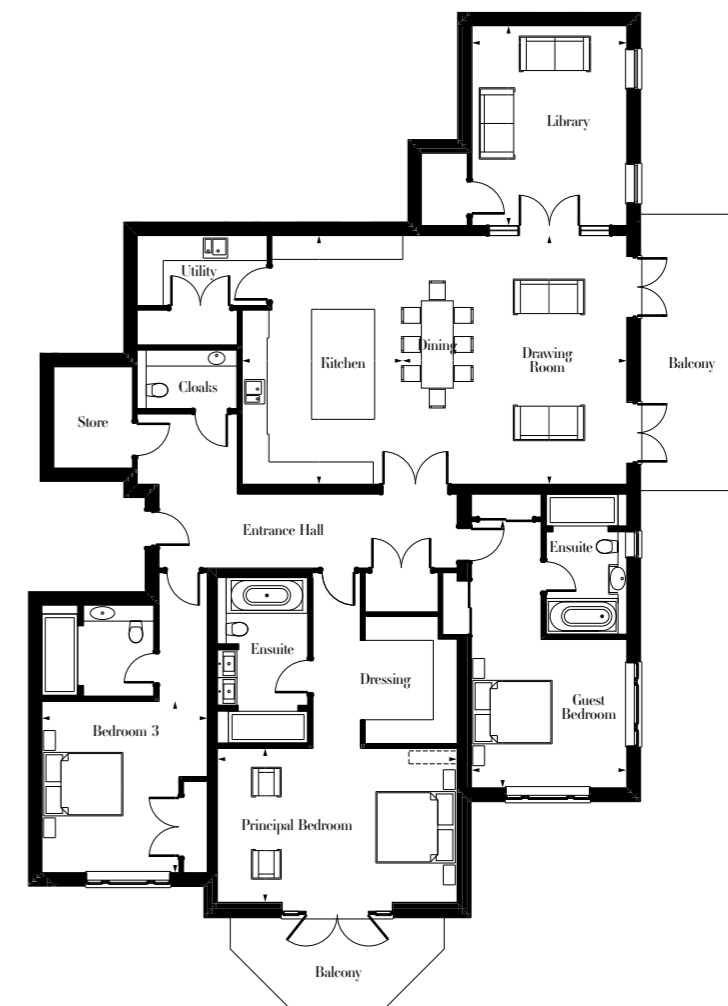 Library
Utility
Kitchen
Dining
Drawing
Room
Balcony
Cloaks
Store
Entrance Hall
Ensuite
Ensuite
Dressing
Guest
Bedroom
Bedroom 3
Principal Bedroom
Balcony